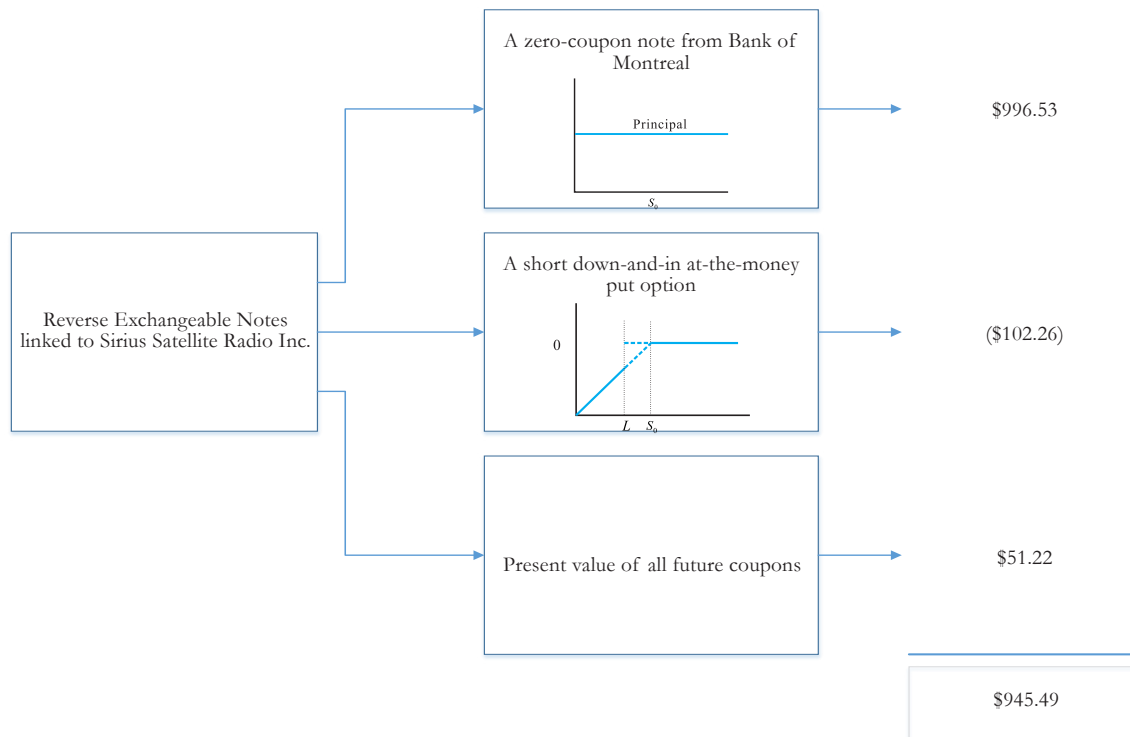 A zero-coupon note from Bank of
Montreal
Principal
S₀
$996.53
Reverse Exchangeable Notes
linked to Sirius Satellite Radio Inc.
A short down-and-in at-the-money
put option
0
L S₀
($102.26)
Present value of all future coupons
$51.22
$945.49